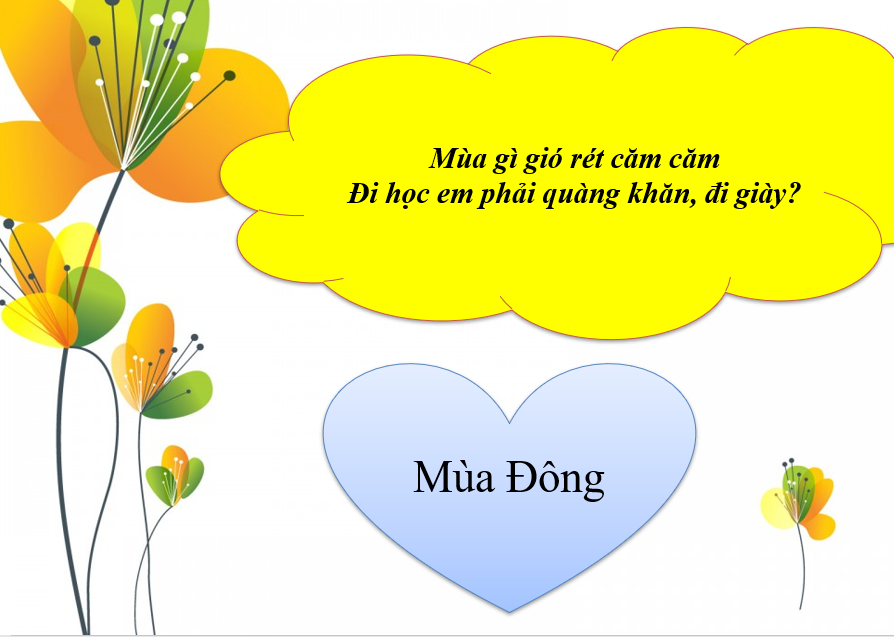 Mùa gì gió rét căm căm
Đi học em phải quàng khăn, đi giày?
Mùa Đông